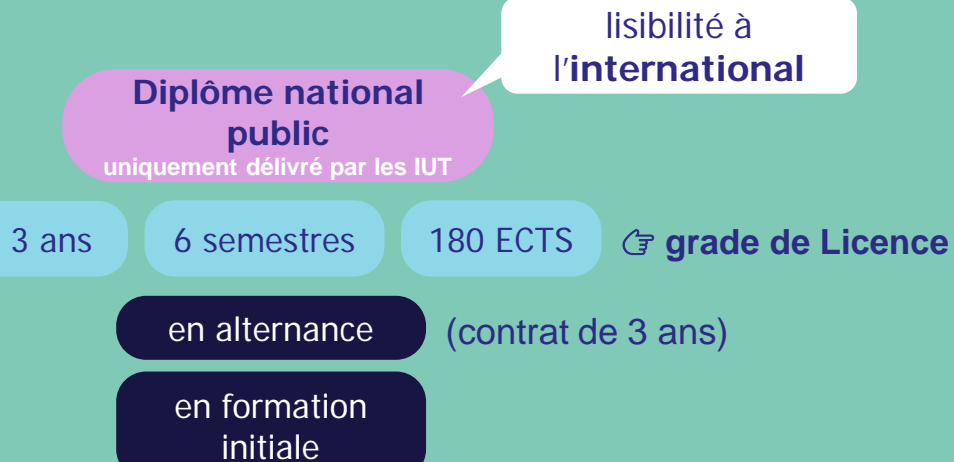 lisibilité à
l'international
Diplôme national
public
uniquement délivré par les IUT
3 ans
6 semestres
180 ECTS
☞ grade de Licence
en alternance
(contrat de 3 ans)
en formation
initiale